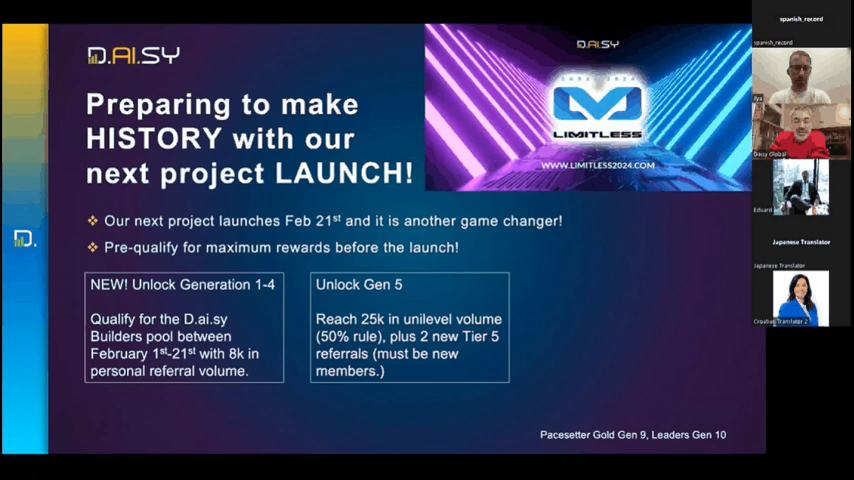 D.AI.SY
Preparing to make
HISTORY with our
next project LAUNCH!
D.AI.SY
DUBAI 2024
LIMITLESS
WWW.LIMITLESS2024.COM
❖ Our next project launches Feb 21st and it is another game changer!
❖ Pre-qualify for maximum rewards before the launch!
NEW! Unlock Generation 1-4
Qualify for the D.ai.sy
Builders pool between
February 1st-21st with 8k in
personal referral volume.
Unlock Gen 5
Reach 25k in unilevel volume
(50% rule), plus 2 new Tier 5
referrals (must be new
members.)
Pacesetter Gold Gen 9, Leaders Gen 10
D.
spanish_record
spanish_record
Ilya
Daisy Global
Eduard
Japanese Translator
Japanese Translator
Croatian Translator 2